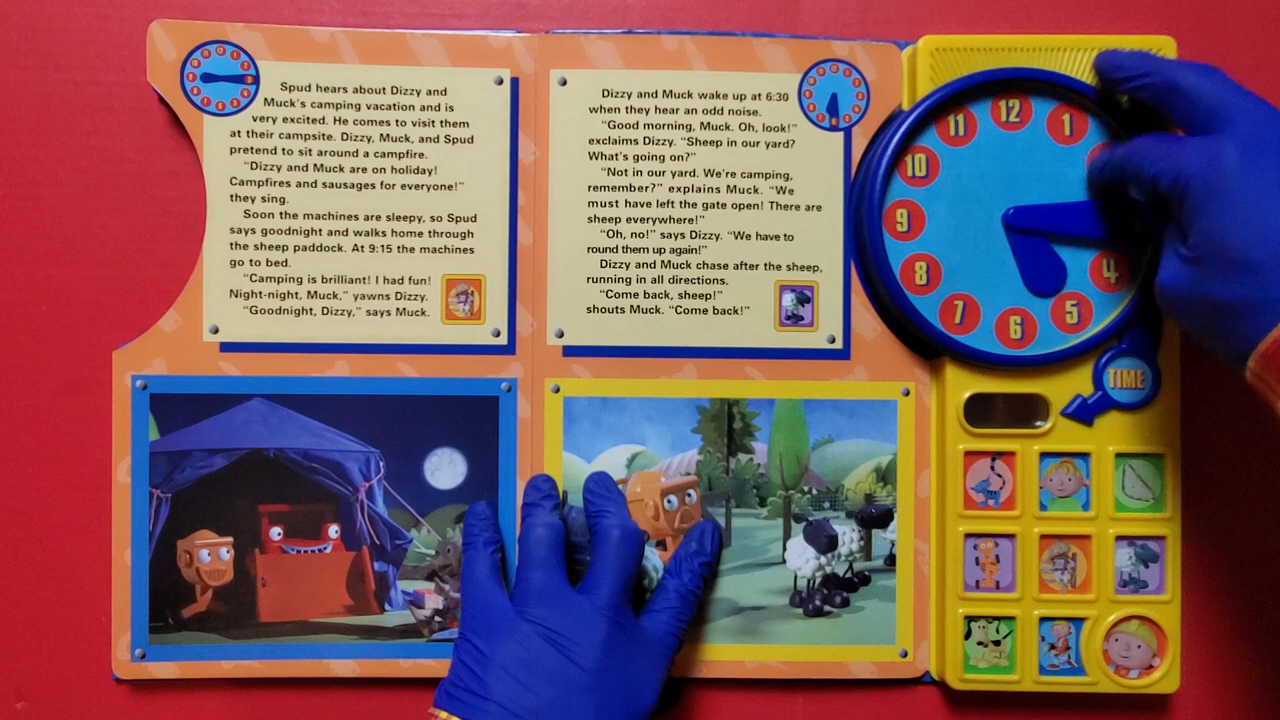 Spud hears about Dizzy and
Muck's camping vacation and is
very excited. He comes to visit them
at their campsite. Dizzy, Muck, and Spud
pretend to sit around a campfire.
"Dizzy and Muck are on holiday!
Campfires and sausages for everyone!"
they sing.
Soon the machines are sleepy, so Spud
says goodnight and walks home through
the sheep paddock. At 9:15 the machines
go to bed.
"Camping is brilliant! I had fun!
Night-night, Muck," yawns Dizzy.
"Goodnight, Dizzy," says Muck.
Dizzy and Muck wake up at 6:30
when they hear an odd noise.
"Good morning, Muck. Oh, look!"
exclaims Dizzy. "Sheep in our yard?
What's going on?"
"Not in our yard. We're camping,
remember?" explains Muck. "We
must have left the gate open! There are
sheep everywhere!"
"Oh, no!" says Dizzy. "We have to
round them up again!"
Dizzy and Muck chase after the sheep,
running in all directions.
"Come back, sheep!"
shouts Muck. "Come back!"
12
1
4
5
6
7
8
9
10
11
TIME